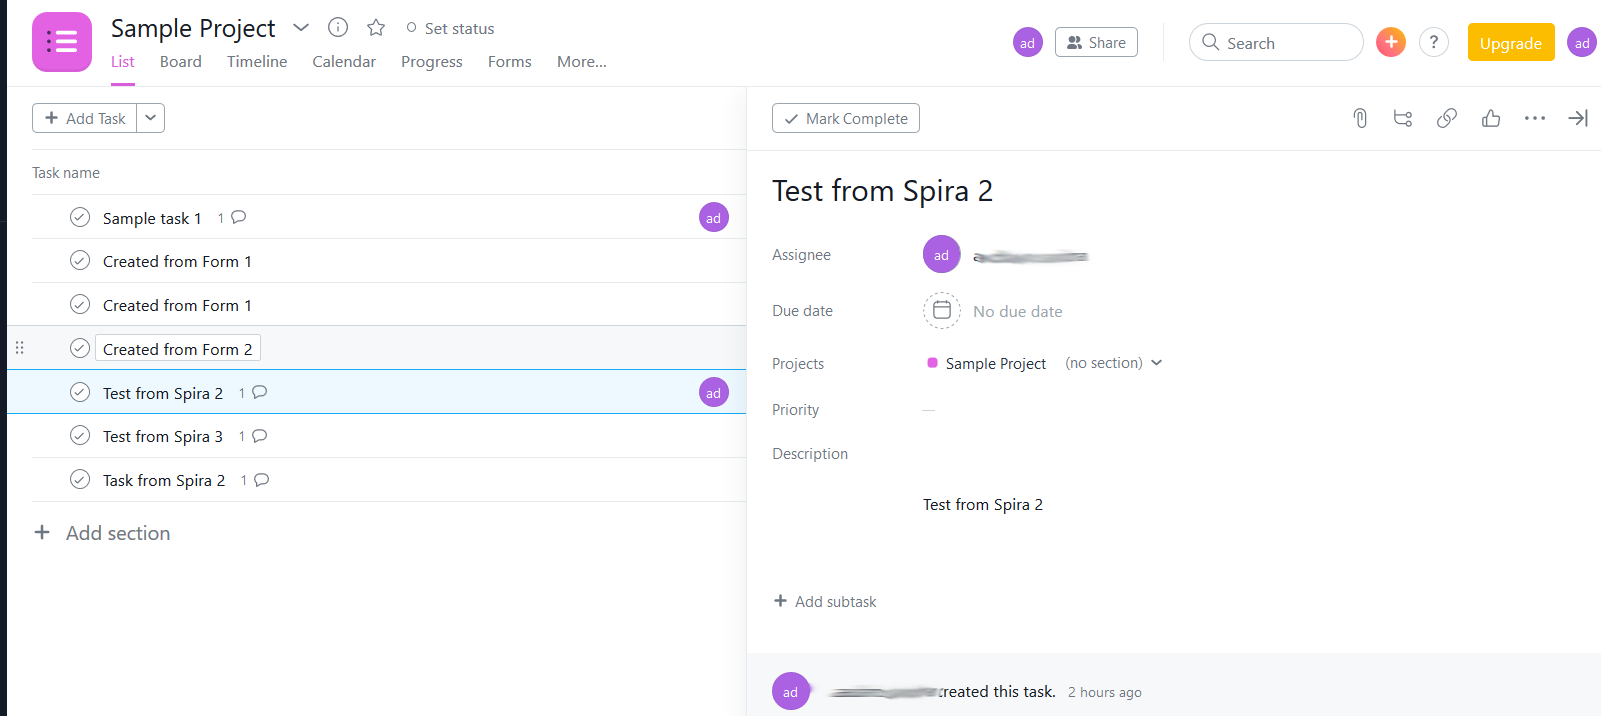 Sample Project
Set status
List Board Timeline Calendar Progress Forms More...
ad Share Search ? Upgrade ad
Add Task
Task name
Sample task 1 1 ad
Created from Form 1
Created from Form 1
Created from Form 2
Test from Spira 2 1 ad
Test from Spira 3 1
Task from Spira 2 1
Add section
Mark Complete
Test from Spira 2
Assignee ad
Due date No due date
Projects Sample Project (no section)
Priority —
Description
Test from Spira 2
Add subtask
ad created this task. 2 hours ago